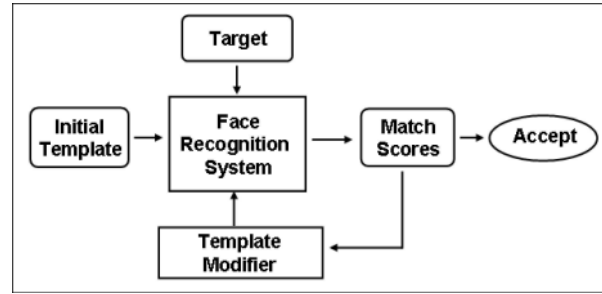 Target
Initial
Template
Face
Recognition
System
Match
Scores
Accept
Template
Modifier